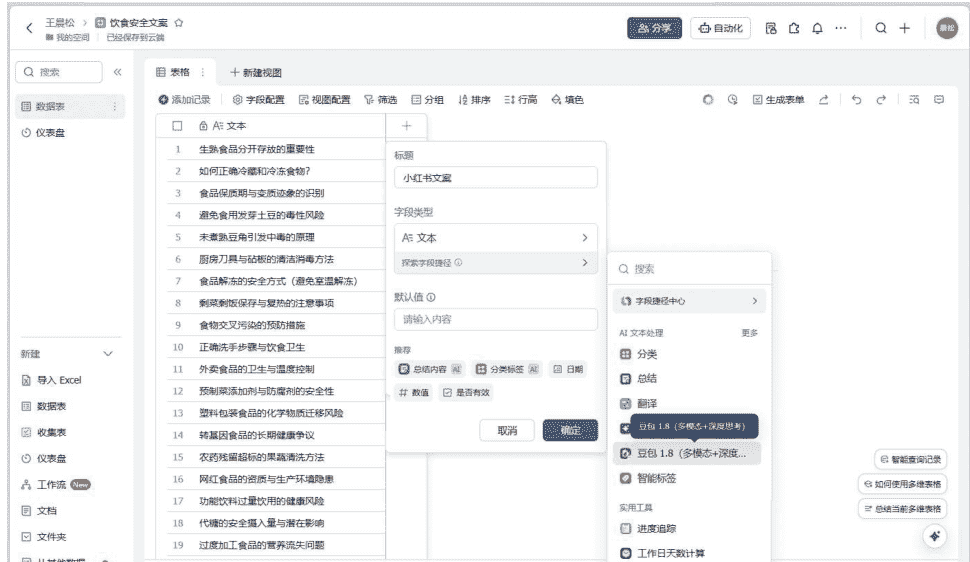 王晨松 > 饮食安全文案
我的空间 已经保存到云端
分享
自动化
晨松
搜索
数据表
仪表盘
表格
新建视图
添加记录
字段配置
视图配置
筛选
分组
排序
行高
填色
生成表单
文本
1 生熟食品分开存放的重要性
2 如何正确冷藏和冷冻食物?
3 食品保质期与变质迹象的识别
4 避免食用发芽土豆的毒性风险
5 未煮熟豆角引发中毒的原理
6 厨房刀具与砧板的清洁消毒方法
7 食品解冻的安全方式（避免室温解冻）
8 剩菜剩饭保存与复热的注意事项
9 食物交叉污染的预防措施
10 正确洗手步骤与饮食卫生
11 外卖食品的卫生与温度控制
12 预制菜添加剂与防腐剂的安全性
13 塑料包装食品的化学物质迁移风险
14 转基因食品的长期健康争议
15 农药残留超标的果蔬清洗方法
16 网红食品的资质与生产环境隐患
17 功能饮料过量饮用的健康风险
18 代糖的安全摄入量与潜在影响
19 过度加工食品的营养流失问题
标题
小红书文案
字段类型
文本
探索字段捷径
默认值
请输入内容
推荐
总结内容 AI
分类标签 AI
日期
数值
是否有效
取消
确定
搜索
字段捷径中心
AI 文本处理 更多
分类
总结
翻译
豆包 1.8（多模态+深度思考）
豆包 1.8（多模态+深度...
智能标签
实用工具
进度追踪
工作日天数计算
新建
导入 Excel
数据表
收集表
仪表盘
工作流 New
文档
文件夹
从其他数据
智能查询记录
如何使用多维表格
总结当前多维表格